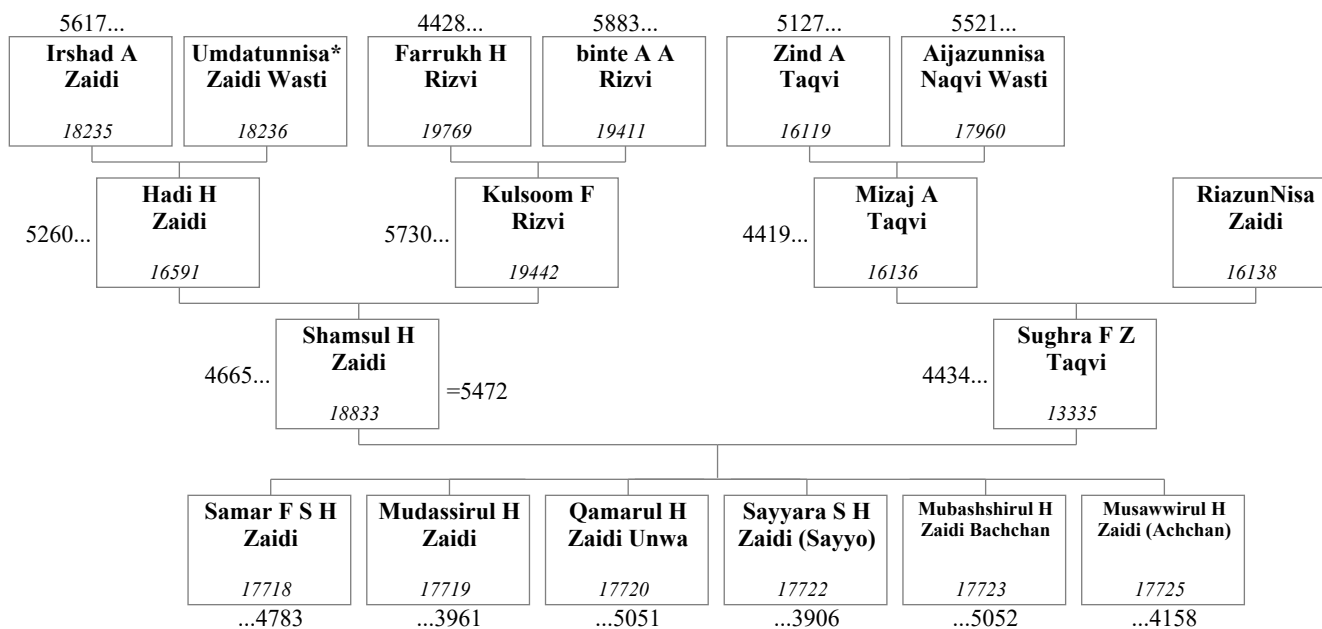 5617...
4428...
5883...
5127...
5521...
Irshad A
Zaidi
18235
Umdatunnisa*
Zaidi Wasti
18236
Farrukh H
Rizvi
19769
binte A A
Rizvi
19411
Zind A
Taqvi
16119
Aijazunnisa
Naqvi Wasti
17960
5260...
Hadi H
Zaidi
16591
5730...
Kulsoom F
Rizvi
19442
4419...
Mizaj A
Taqvi
16136
RiazunNisa
Zaidi
16138
4665...
Shamsul H
Zaidi
18833
=5472
4434...
Sughra F Z
Taqvi
13335
Samar F S H
Zaidi
17718
...4783
Mudassirul H
Zaidi
17719
...3961
Qamarul H
Zaidi Unwa
17720
...5051
Sayyara S H
Zaidi (Sayyo)
17722
...3906
Mubashshirul H
Zaidi Bachchan
17723
...5052
Musawwirul H
Zaidi (Achchan)
17725
...4158